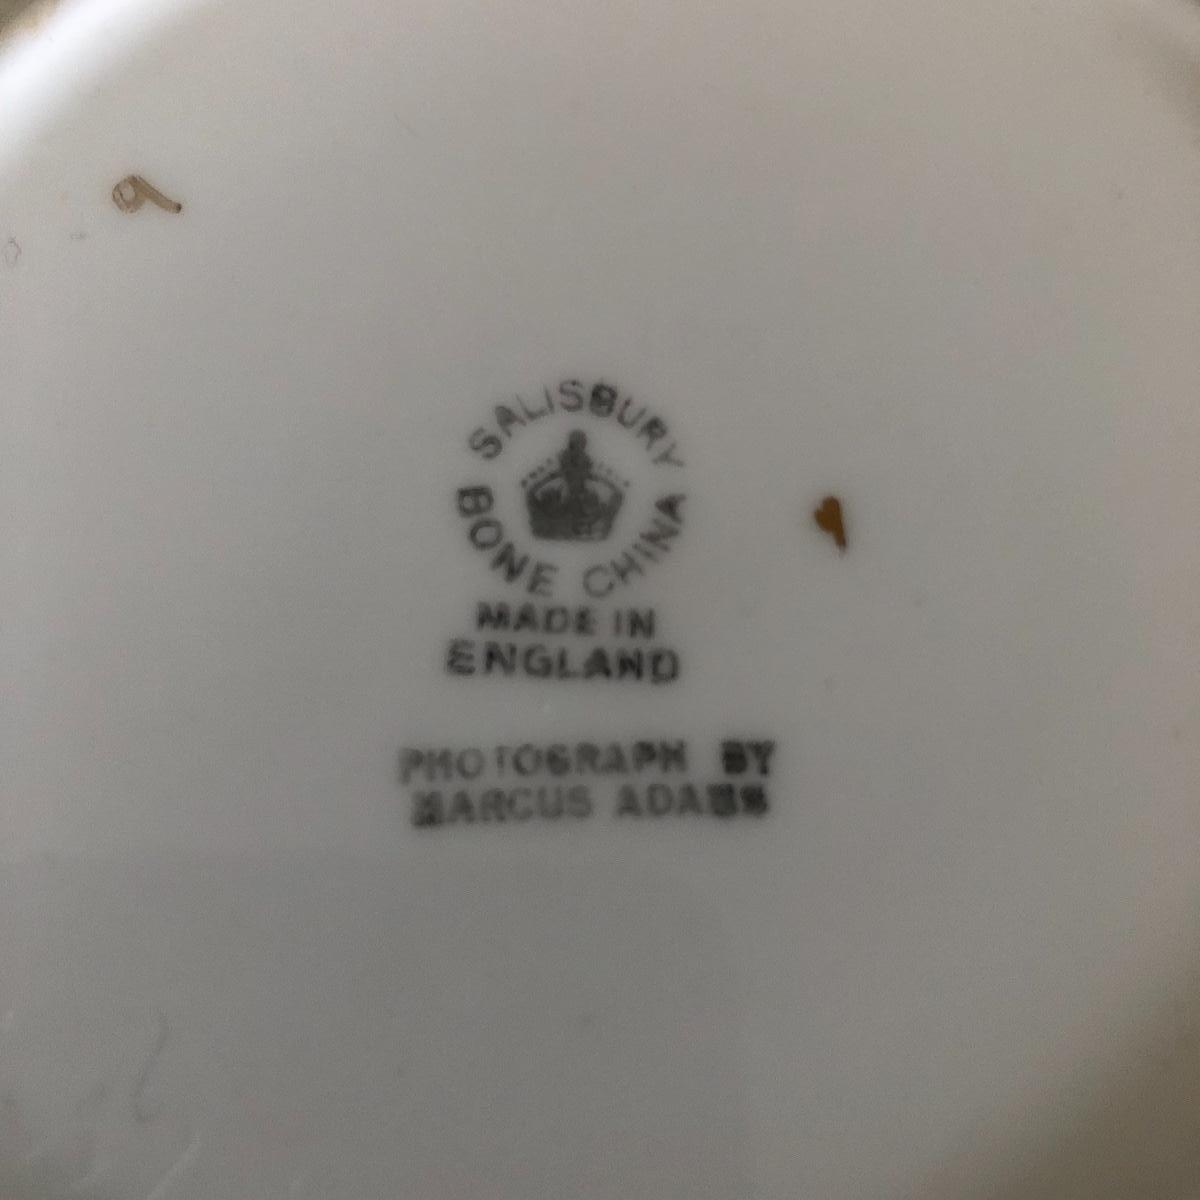 SALISBURY
BONE CHINA
MADE IN
ENGLAND
PHOTOGRAPH BY
MARCUS ADAMS